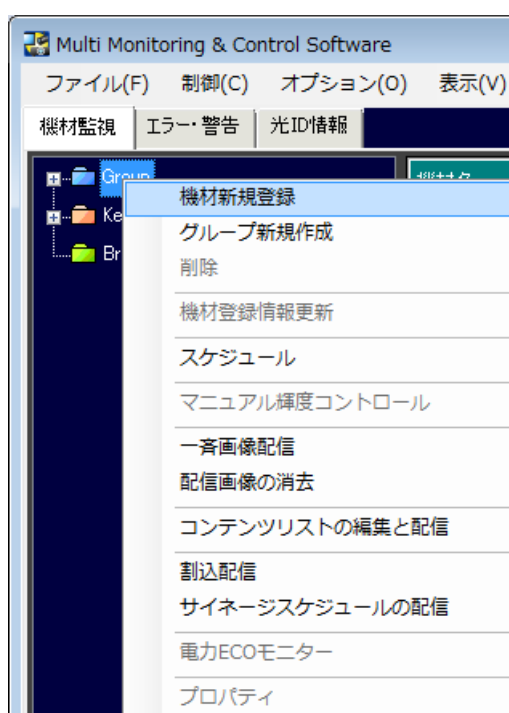 Multi Monitoring & Control Software
ファイル(F) 制御(C) オプション(O) 表示(V)
機材監視 エラー・警告 光ID情報
Group
機材新規登録
Ke
グループ新規作成
Br
削除
機材登録情報更新
スケジュール
マニュアル輝度コントロール
一斉画像配信
配信画像の消去
コンテンツリストの編集と配信
割込配信
サイネージスケジュールの配信
電力ECOモニター
プロパティ